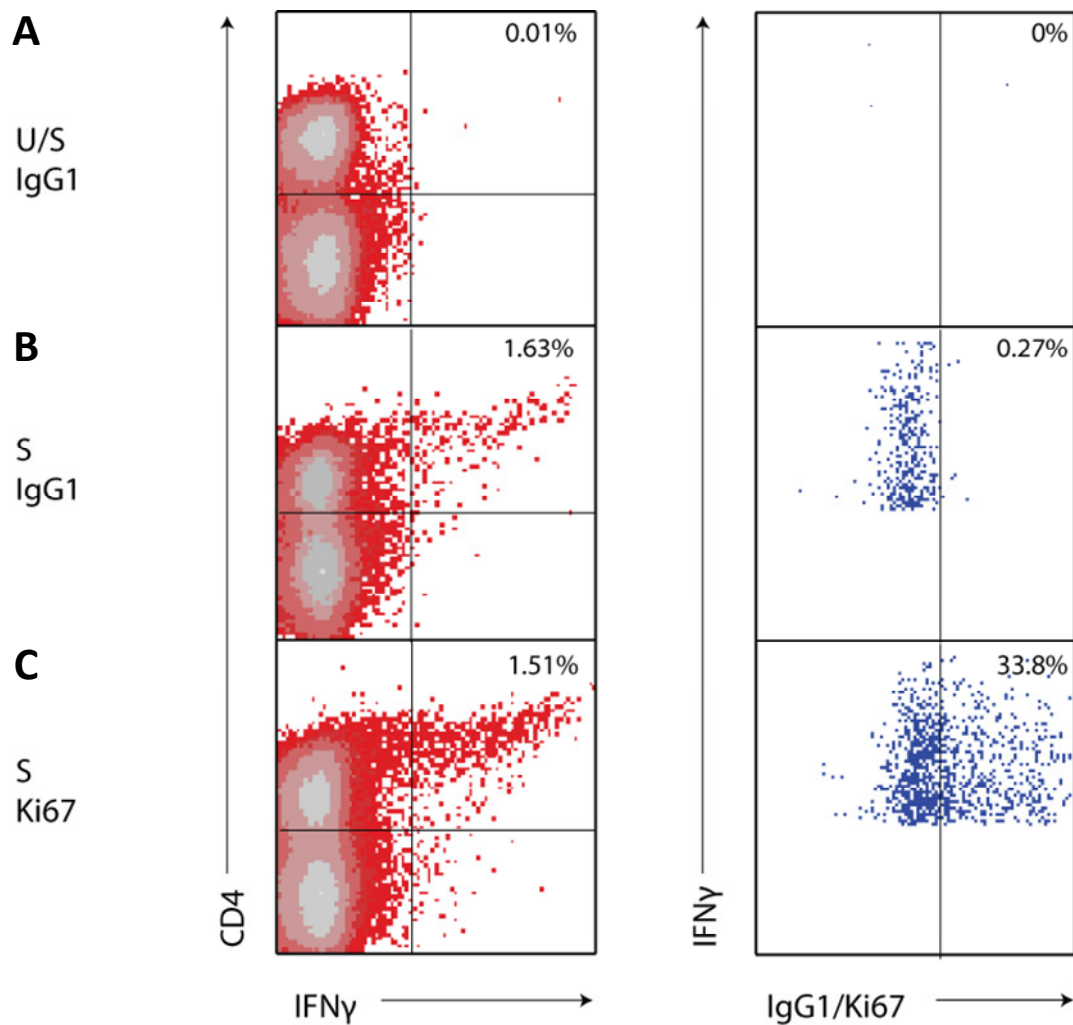 A
U/S
IgG1
0.01%
0%
B
S
IgG1
1.63%
0.27%
C
S
Ki67
1.51%
33.8%
CD4
IFNγ
IFNγ
IgG1/Ki67